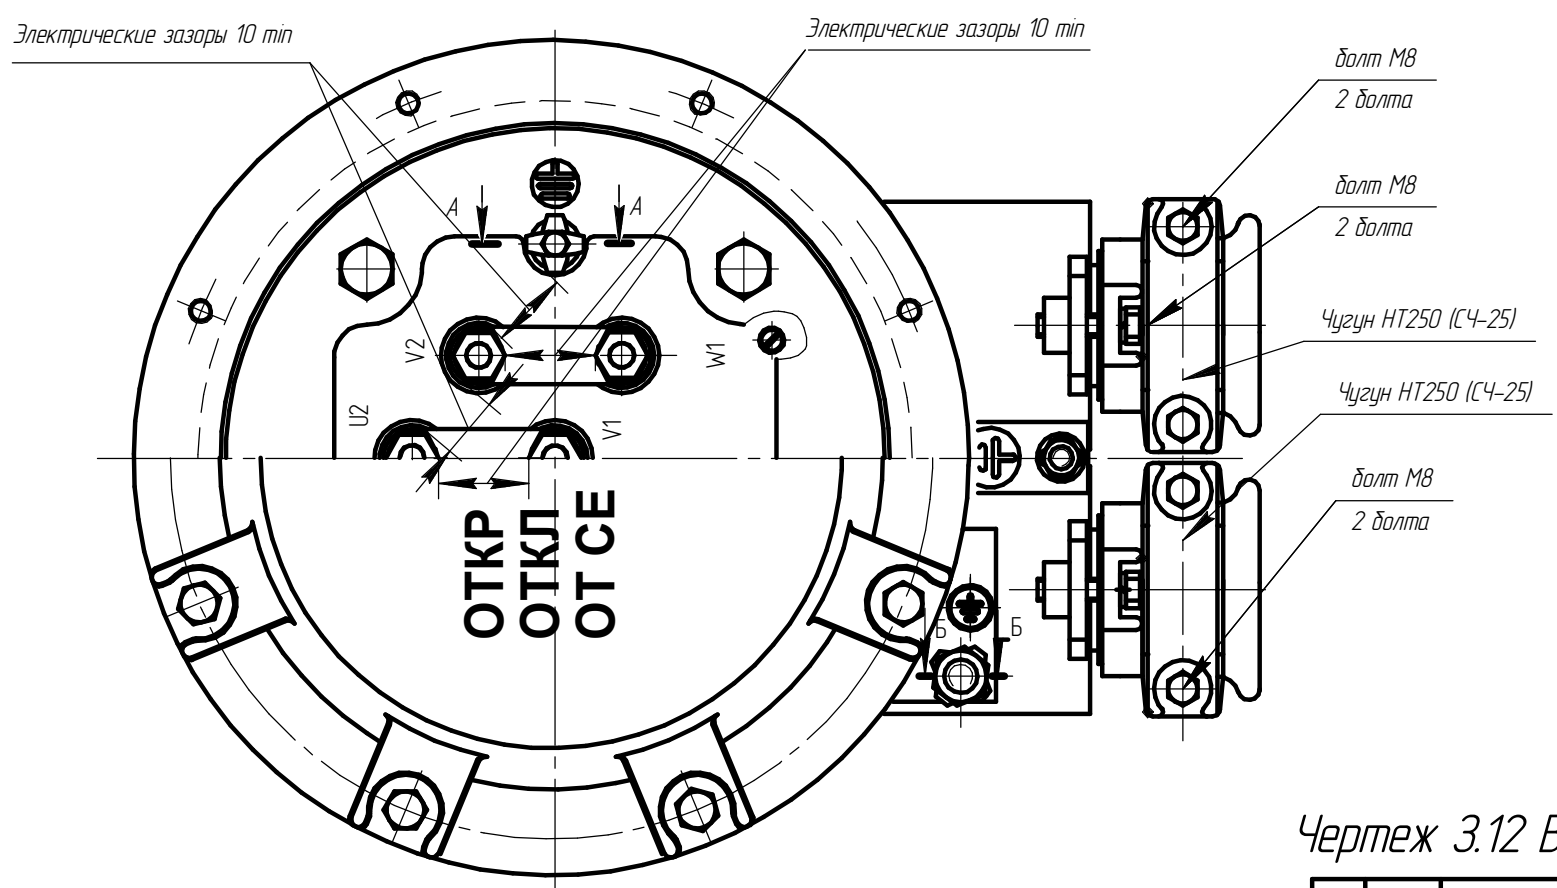 Электрические зазоры 10 min
Электрические зазоры 10 min
болт М8
2 болта
болт М8
2 болта
Чугун НТ250 (СЧ-25)
Чугун НТ250 (СЧ-25)
болт М8
2 болта
А
А
V2
W1
U2
V1
ОТКР
ОТКЛ
ОТ СЕ
Б
Б
Чертеж 3.12 В